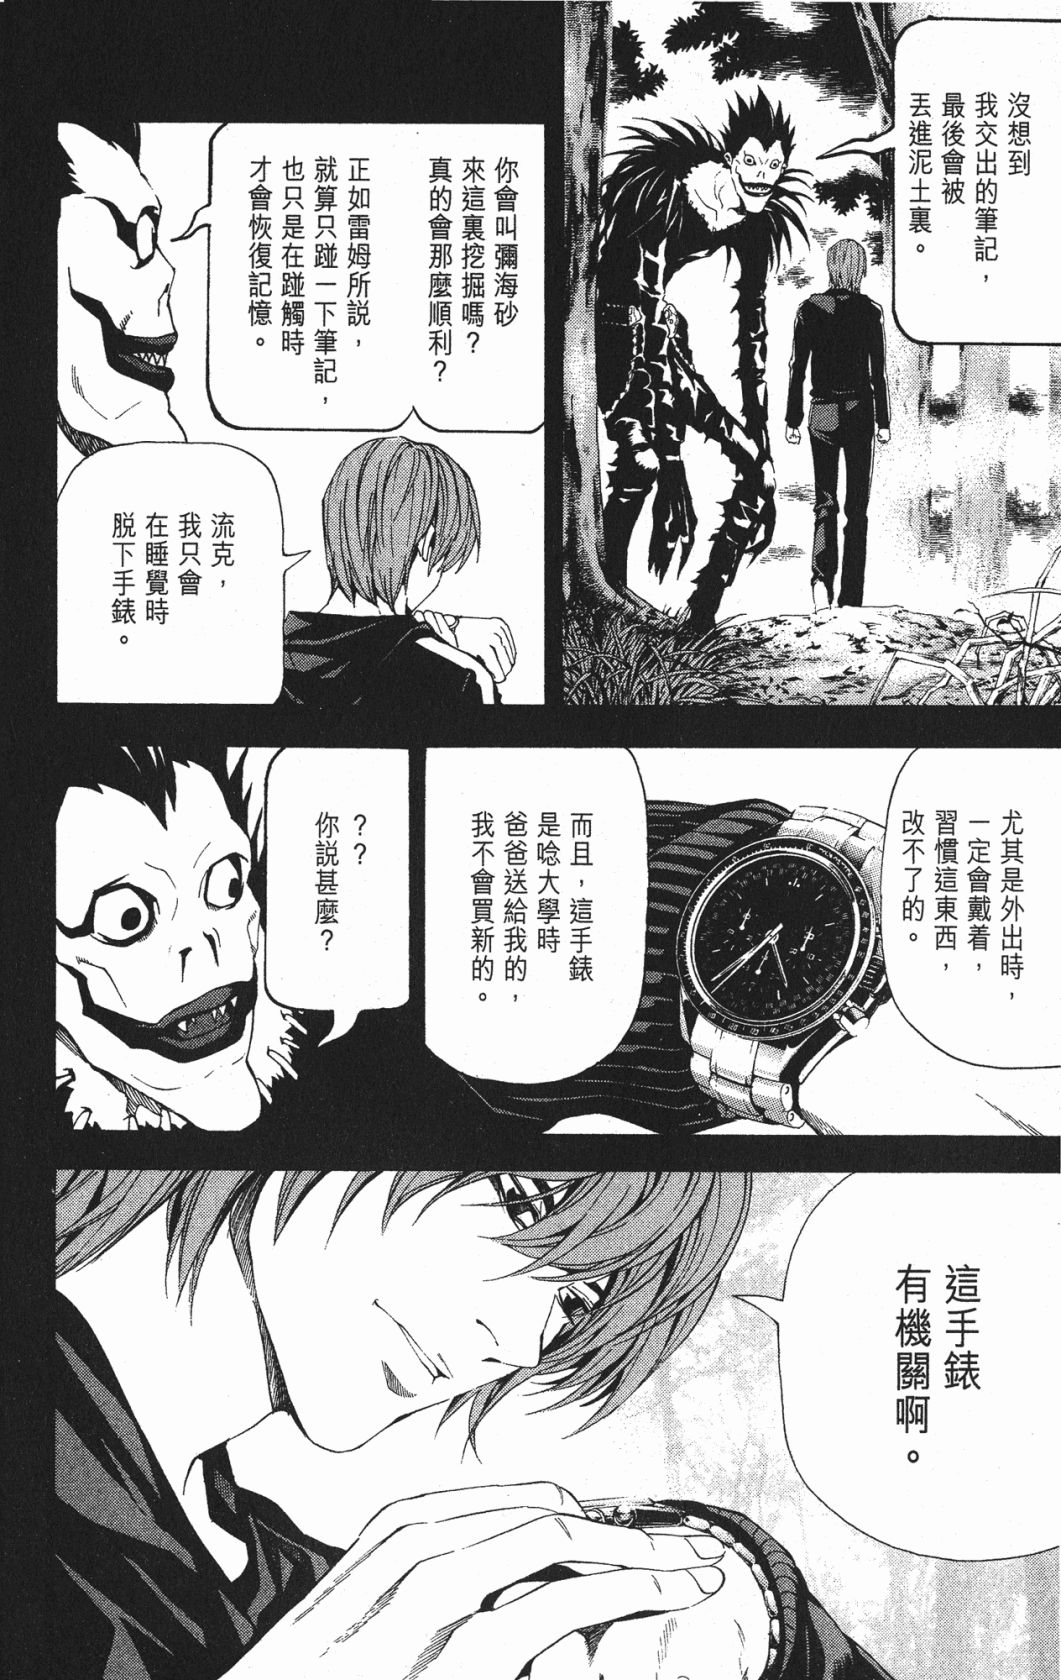 沒想到
我交出的筆記，
最後會被
丟進泥土裏。
你會叫彌海砂
來這裏挖掘嗎？
真的會那麼順利？
正如雷姆所說，
就算只踫一下筆記，
也只是在踫觸時
才會恢復記憶。
流克，
我只會
在睡覺時
脫下手錶。
尤其是外出時，
一定會戴着，
習慣這東西，
改不了的。
而且，這手錶
是唸大學時
爸爸送給我的，
我不會買新的。
？？
你說甚麼？
這手錶
有機關啊。